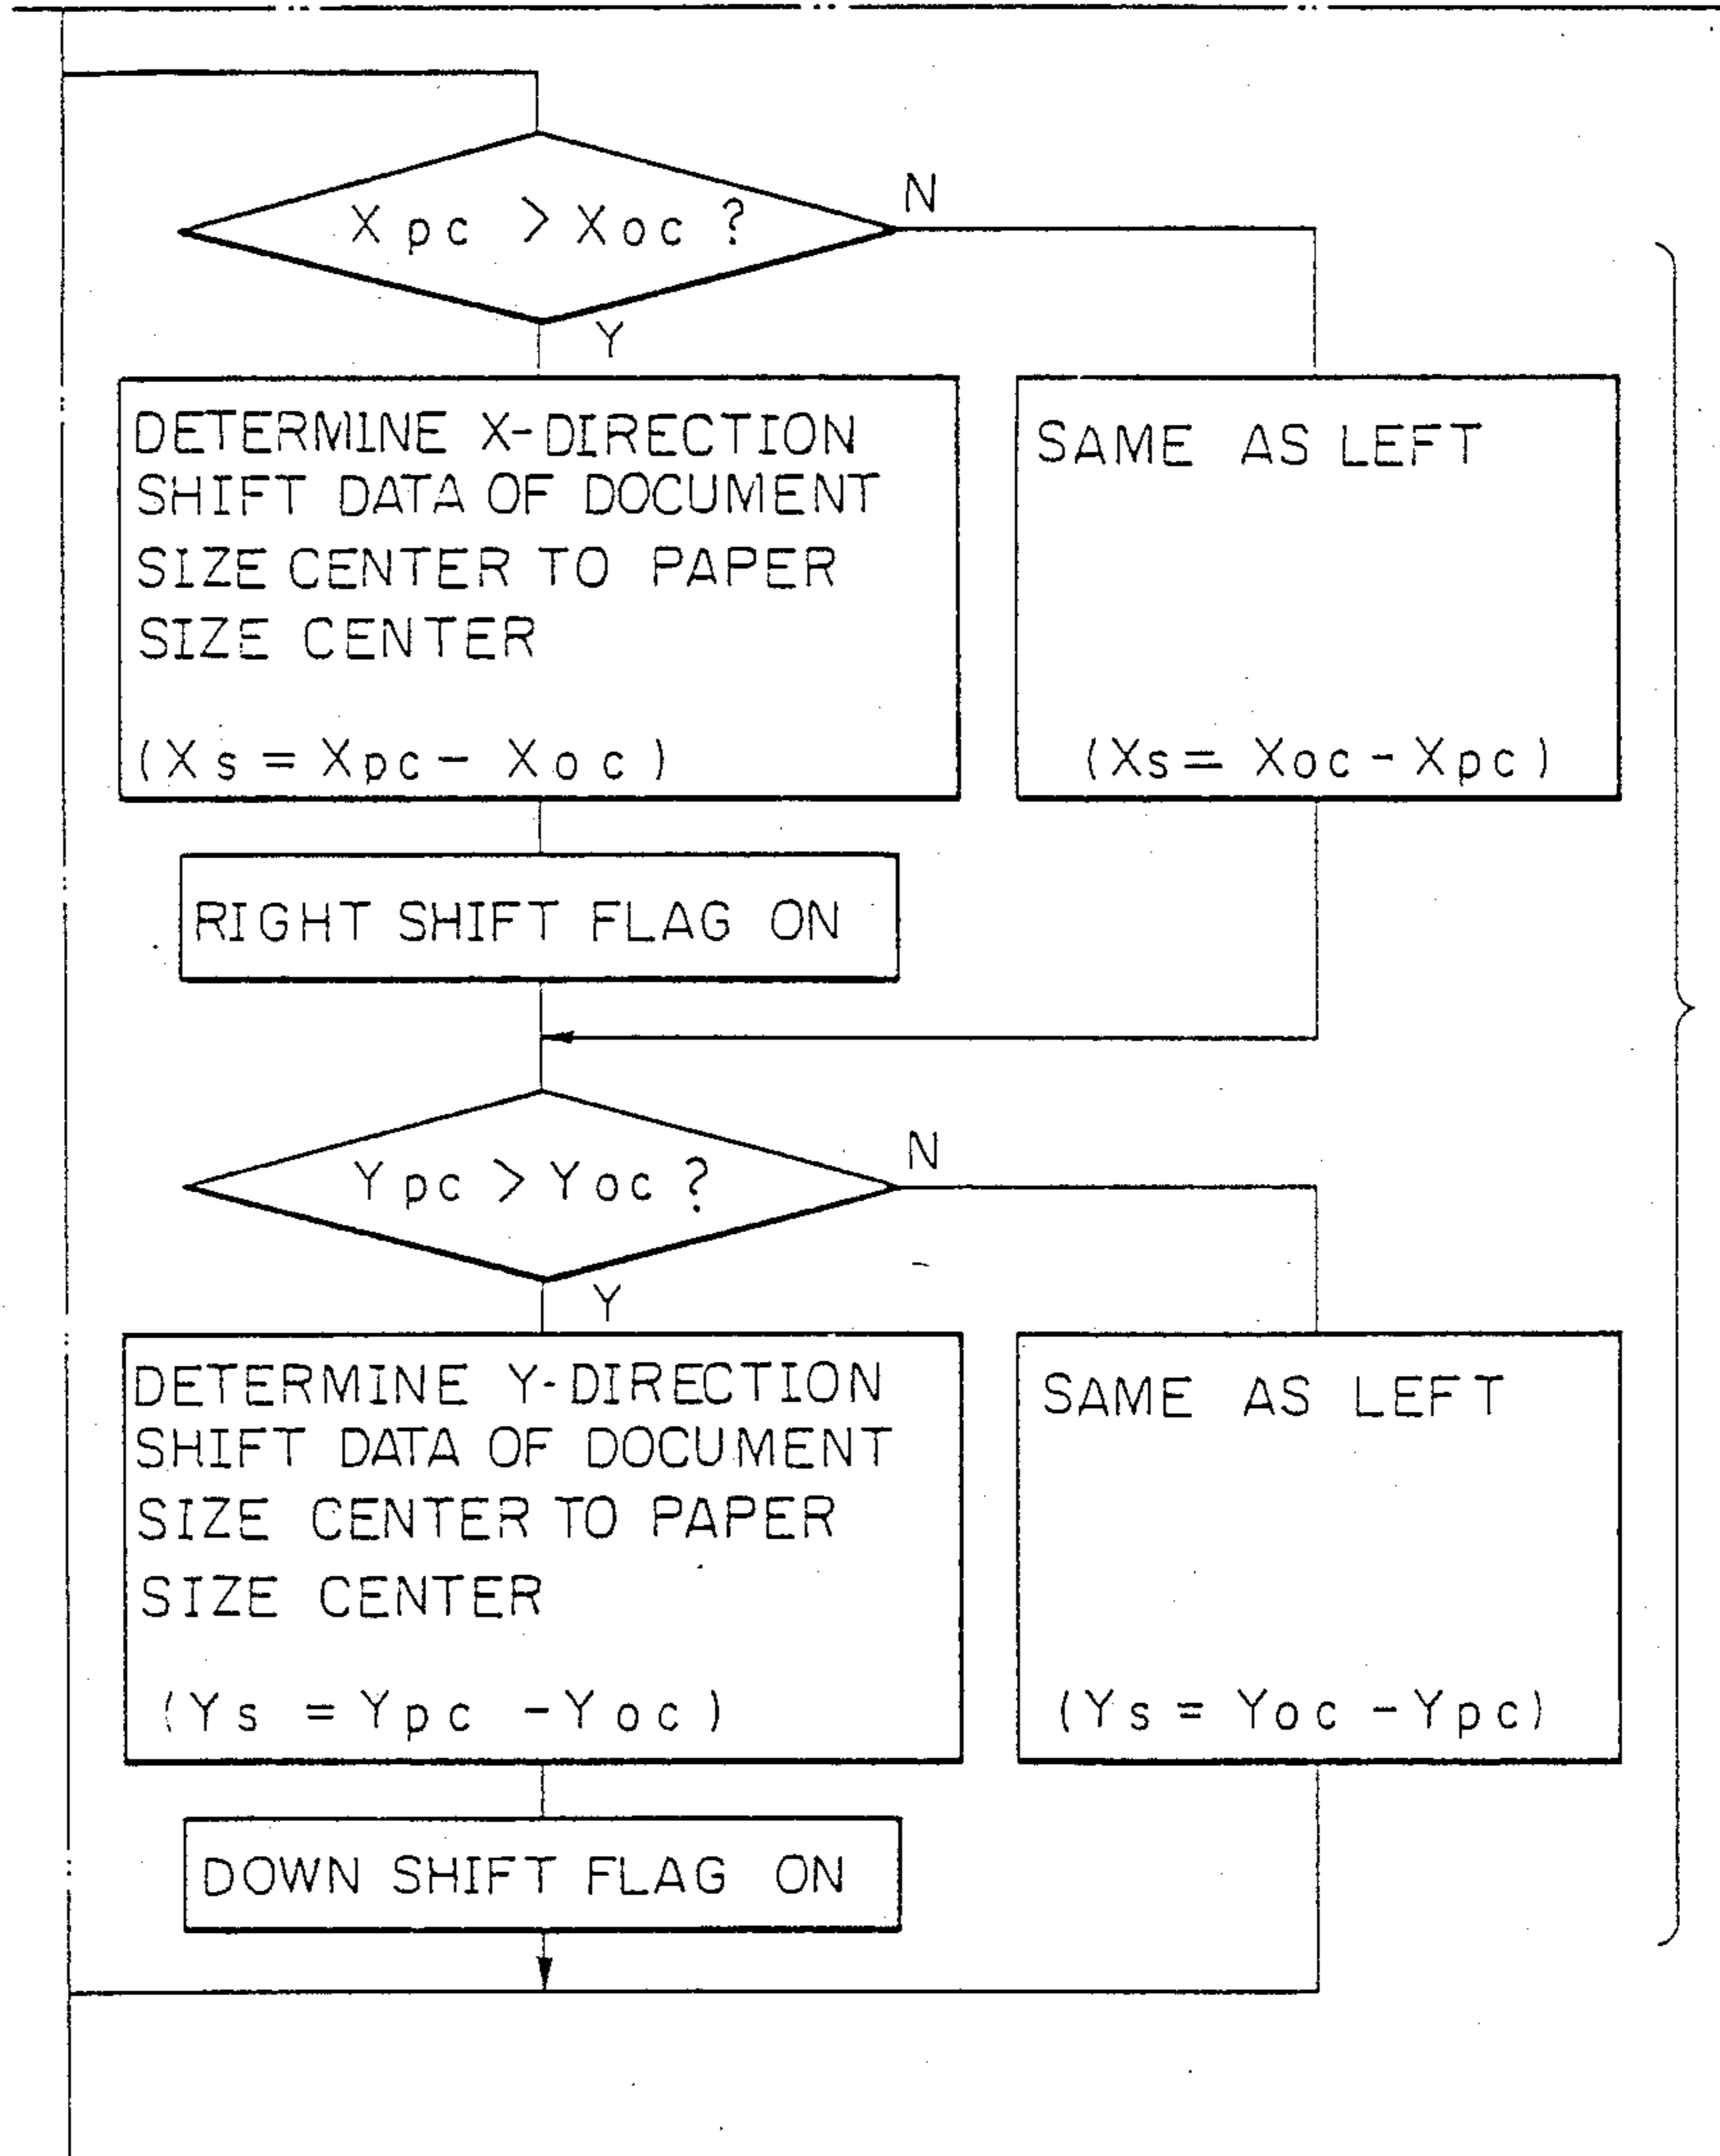 Xpc > Xoc ?
N
Y
DETERMINE X-DIRECTION
SHIFT DATA OF DOCUMENT
SIZE CENTER TO PAPER
SIZE CENTER
(Xs = Xpc - Xoc)
SAME AS LEFT
(Xs = Xoc - Xpc)
RIGHT SHIFT FLAG ON
Ypc > Yoc ?
N
Y
DETERMINE Y-DIRECTION
SHIFT DATA OF DOCUMENT
SIZE CENTER TO PAPER
SIZE CENTER
(Ys = Ypc - Yoc)
SAME AS LEFT
(Ys = Yoc - Ypc)
DOWN SHIFT FLAG ON